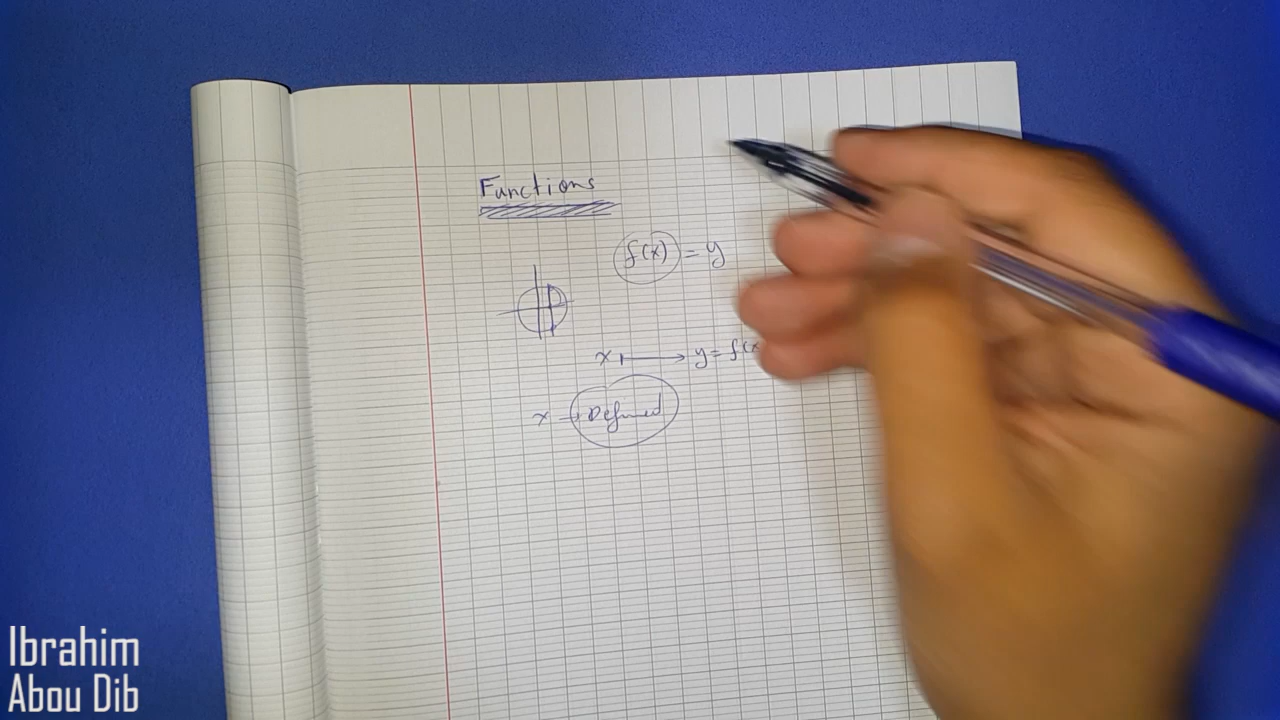 Functions
f(x) = y
x ⟼ y = f(x
x → Defined
Ibrahim
Abou Dib